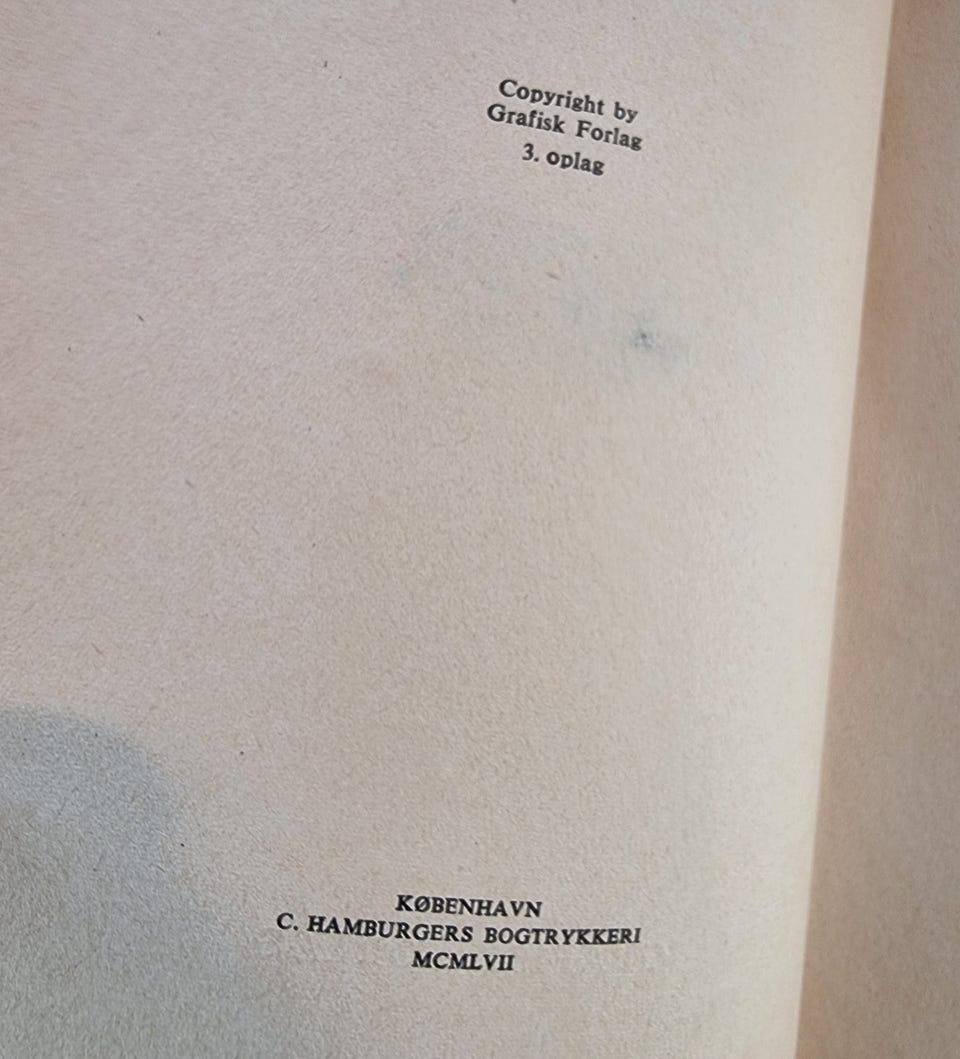 Copyright by
Grafisk Forlag
3. oplag
KØBENHAVN
C. HAMBURGERS BOGTRYKKERI
MCMLVII